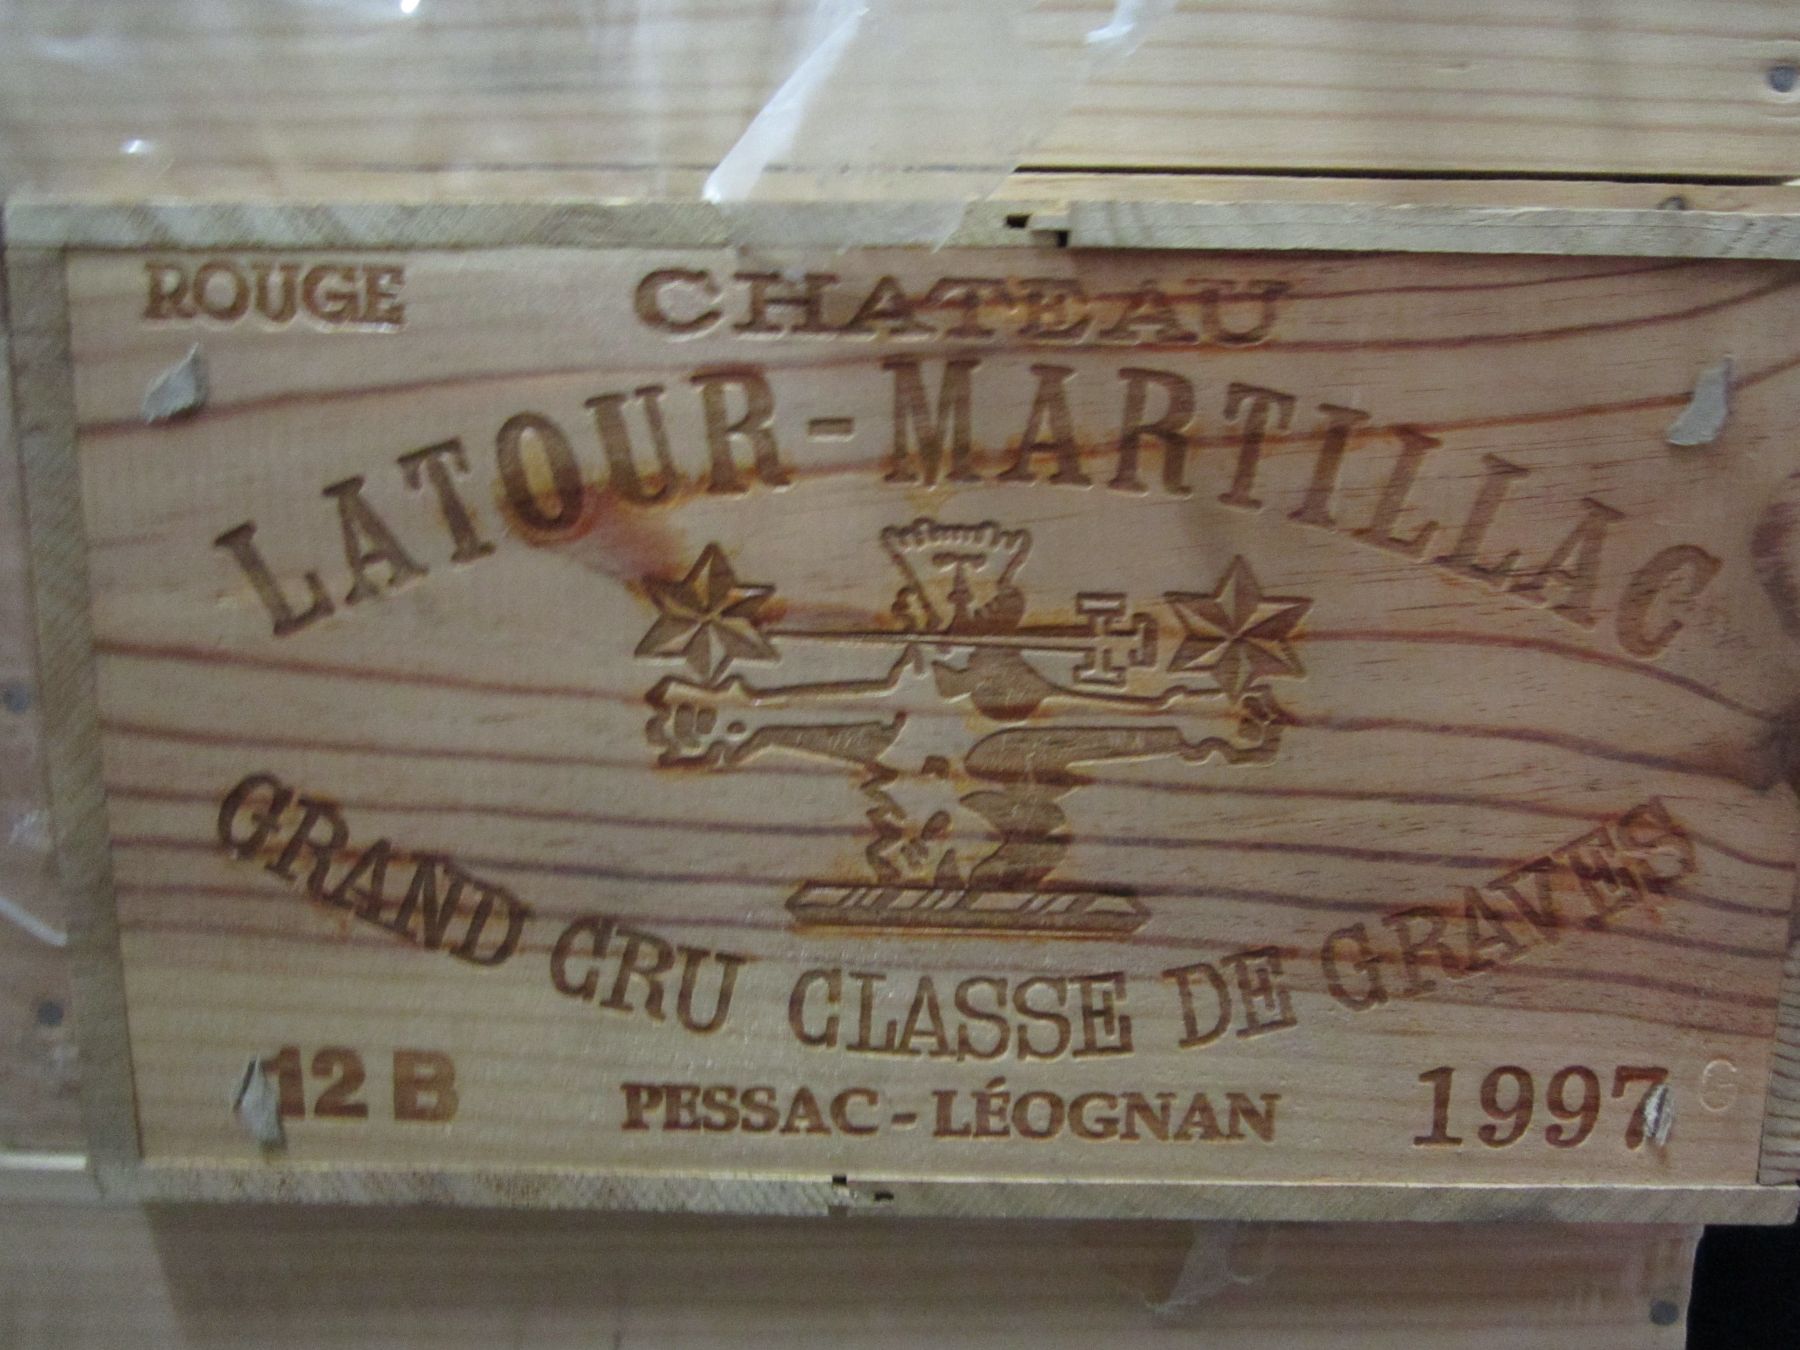 ROUGE
CHATEAU
LATOUR-MARTILLAC
T
GRAND CRU CLASSE DE GRAVES
12 B
PESSAC-LÉOGNAN
1997
G